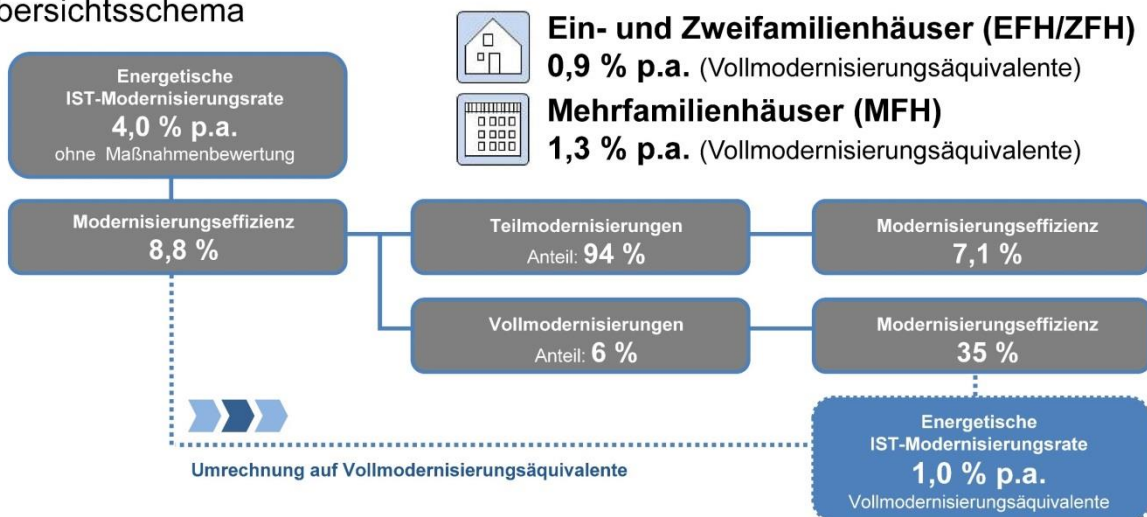 bersichtsschema
Ein- und Zweifamilienhäuser (EFH/ZFH)
0,9 % p.a. (Vollmodernisierungsäquivalente)
Mehrfamilienhäuser (MFH)
1,3 % p.a. (Vollmodernisierungsäquivalente)
Energetische
IST-Modernisierungsrate
4,0 % p.a.
ohne Maßnahmenbewertung
Modernisierungseffizienz
8,8 %
Teilmodernisierungen
Anteil: 94 %
Modernisierungseffizienz
7,1 %
Vollmodernisierungen
Anteil: 6 %
Modernisierungseffizienz
35 %
Umrechnung auf Vollmodernisierungsäquivalente
Energetische
IST-Modernisierungsrate
1,0 % p.a.
Vollmodernisierungsäquivalente